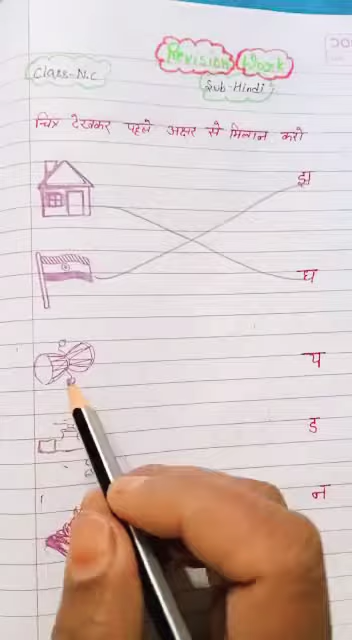 Revision Work
Class-N.C
Sub-Hindi
चित्र देखकर पहले अक्षर से मिलान करो
झ
घ
य
ड
न